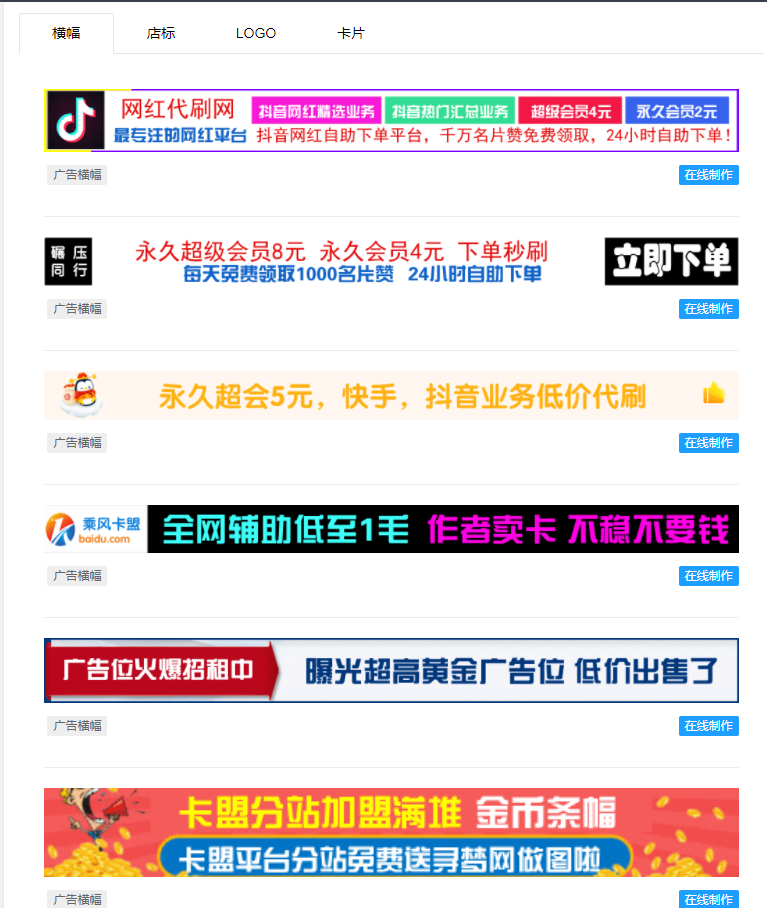 横幅 店标 LOGO 卡片
网红代刷网 抖音网红精选业务 抖音热门汇总业务 超级会员4元 永久会员2元
最专注的网红平台 抖音网红自助下单平台，千万名片赞免费领取，24小时自助下单！
广告横幅 在线制作
碾压 永久超级会员8元 永久会员4元 下单秒刷 立即下单
同行 每天免费领取1000名片赞 24小时自助下单
广告横幅 在线制作
永久超会5元，快手，抖音业务低价代刷
广告横幅 在线制作
乘风卡盟 全网辅助低至1毛 作者卖卡 不稳不要钱
baidu.com
广告横幅 在线制作
广告位火爆招租中 曝光超高黄金广告位 低价出售了
广告横幅 在线制作
卡盟分站加盟满堆 金币条幅
卡盟平台分站免费送寻梦网做图啦
广告横幅 在线制作